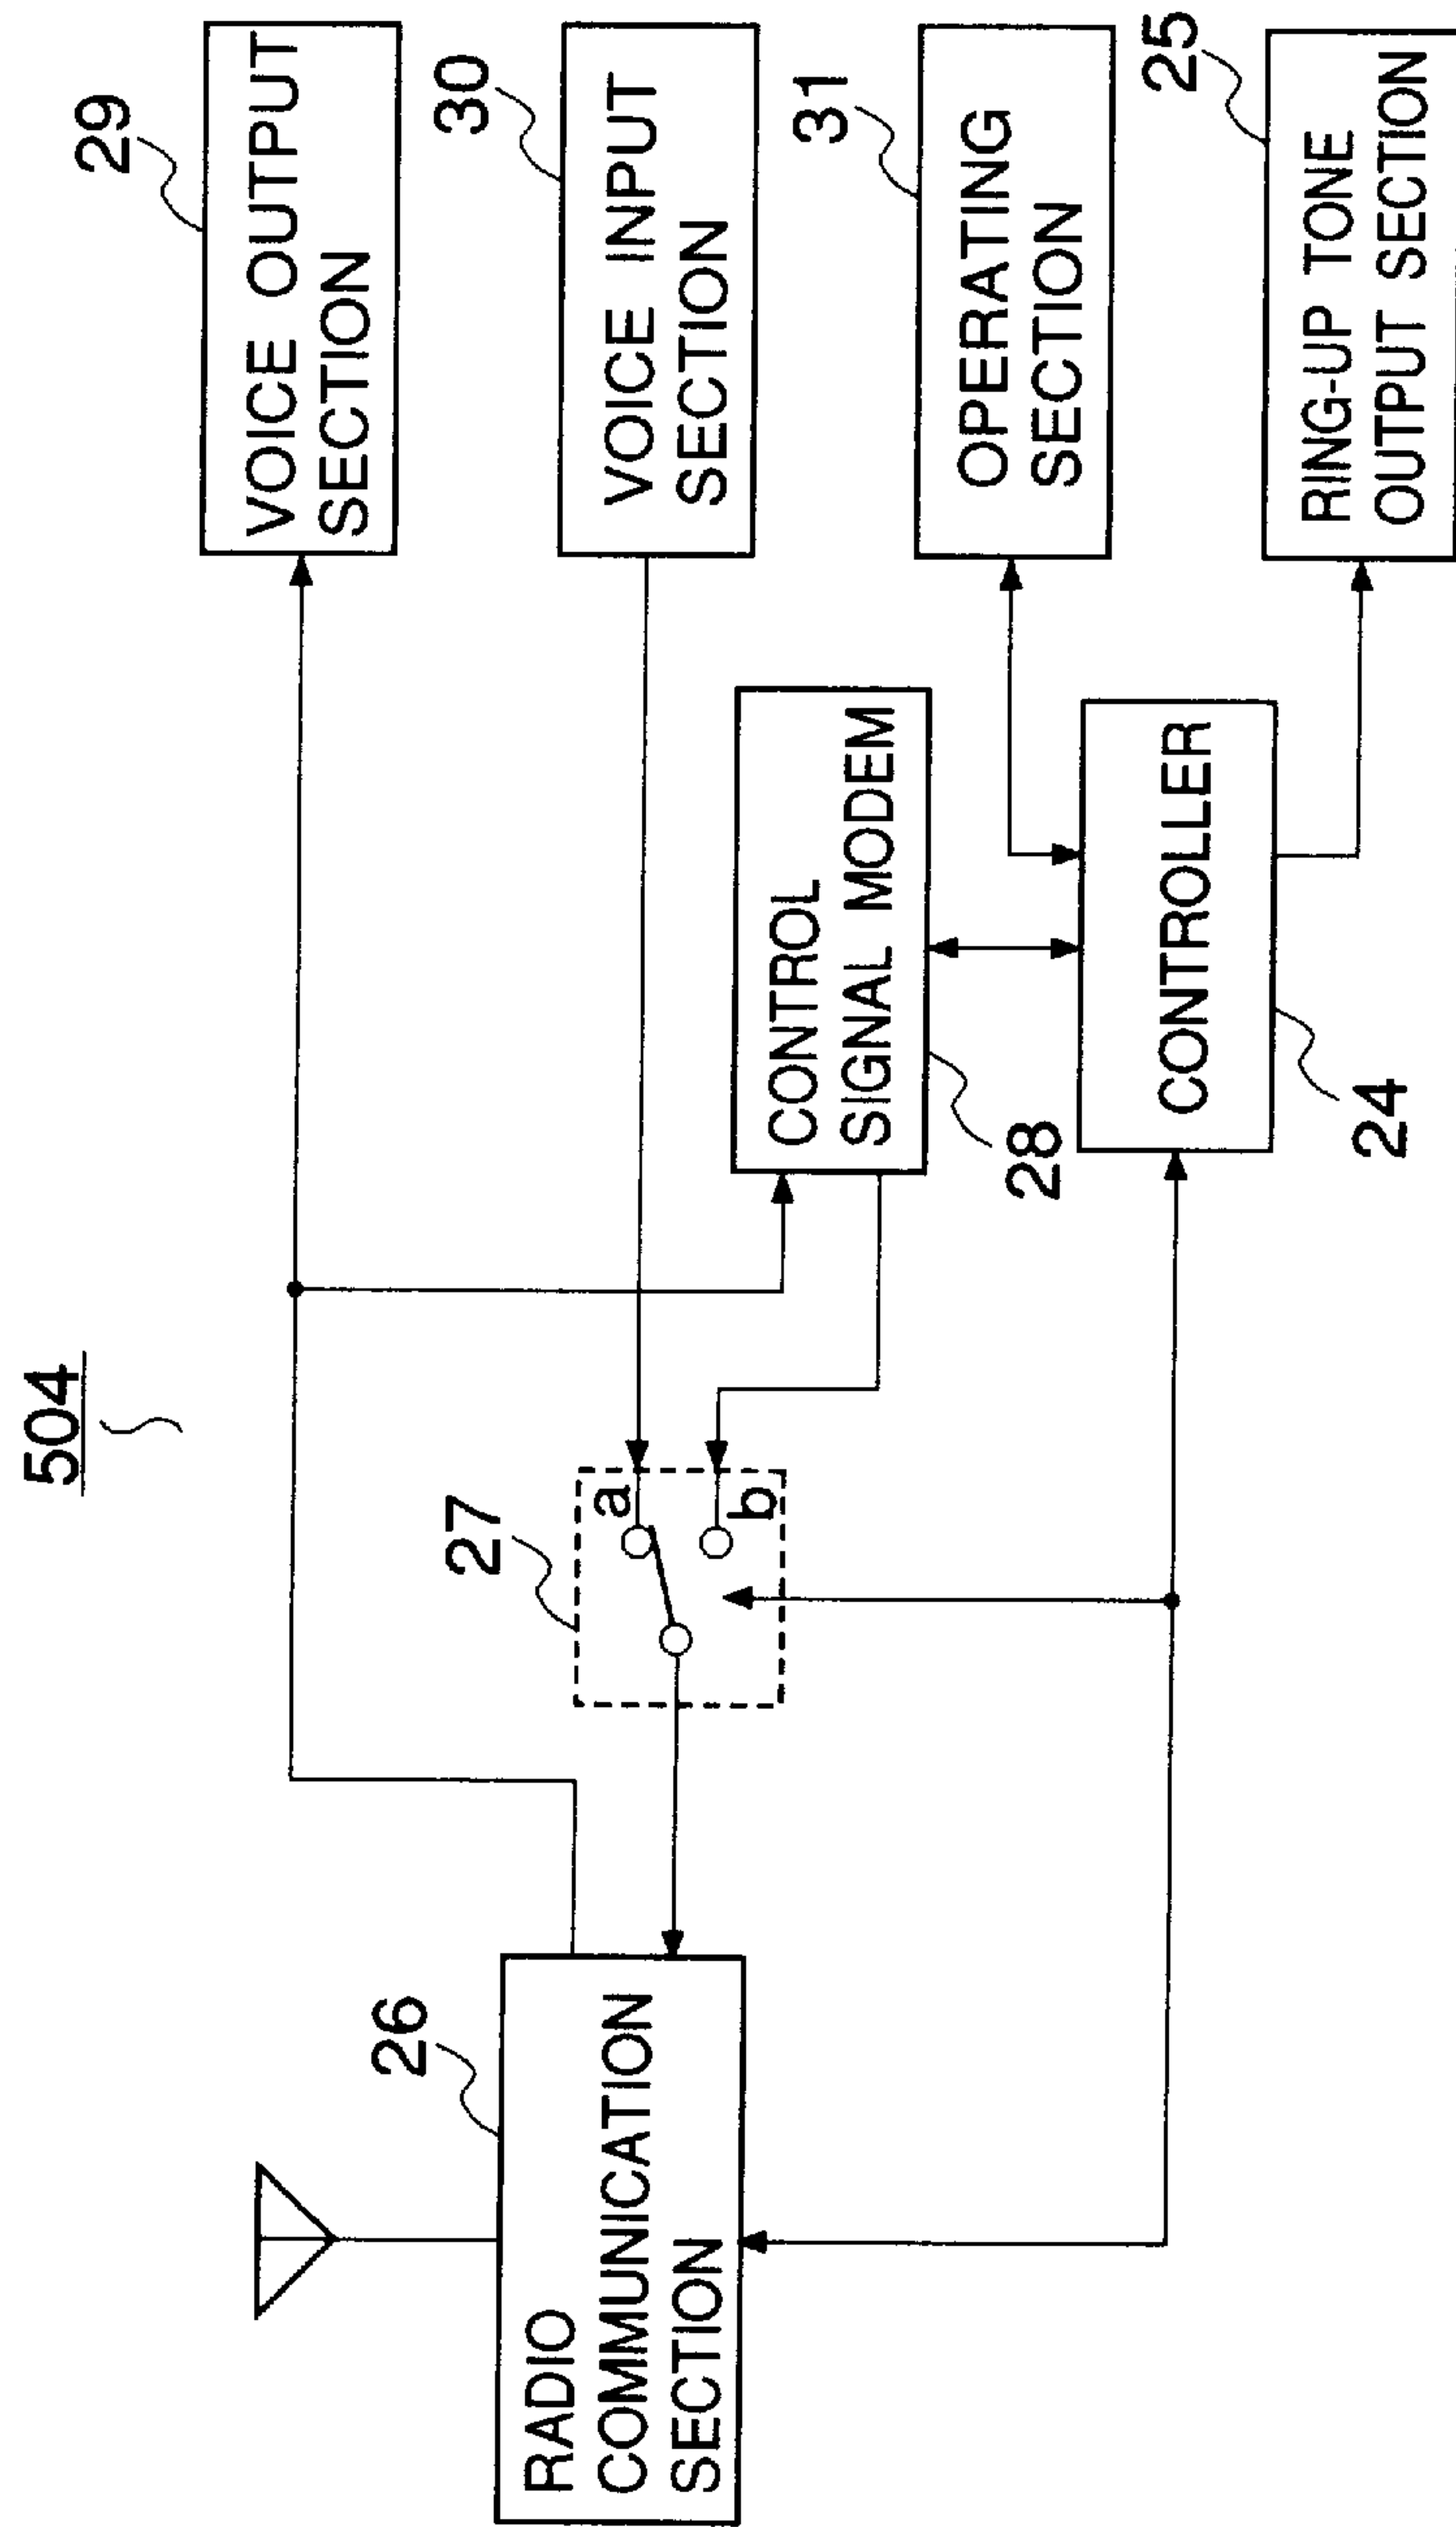 504
29
VOICE OUTPUT
SECTION
30
VOICE INPUT
SECTION
27
a
b
26
RADIO
COMMUNICATION
SECTION
CONTROL
SIGNAL MODEM
28
31
OPERATING
SECTION
CONTROLLER
24
25
RING-UP TONE
OUTPUT SECTION